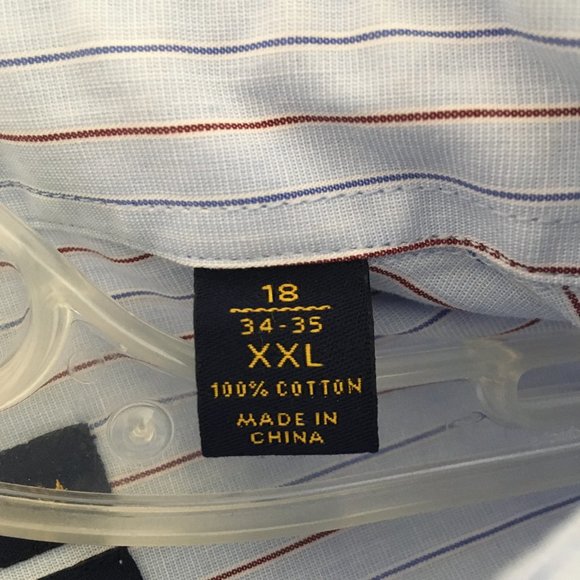 18
34-35
XXL
100% COTTON
MADE IN
CHINA